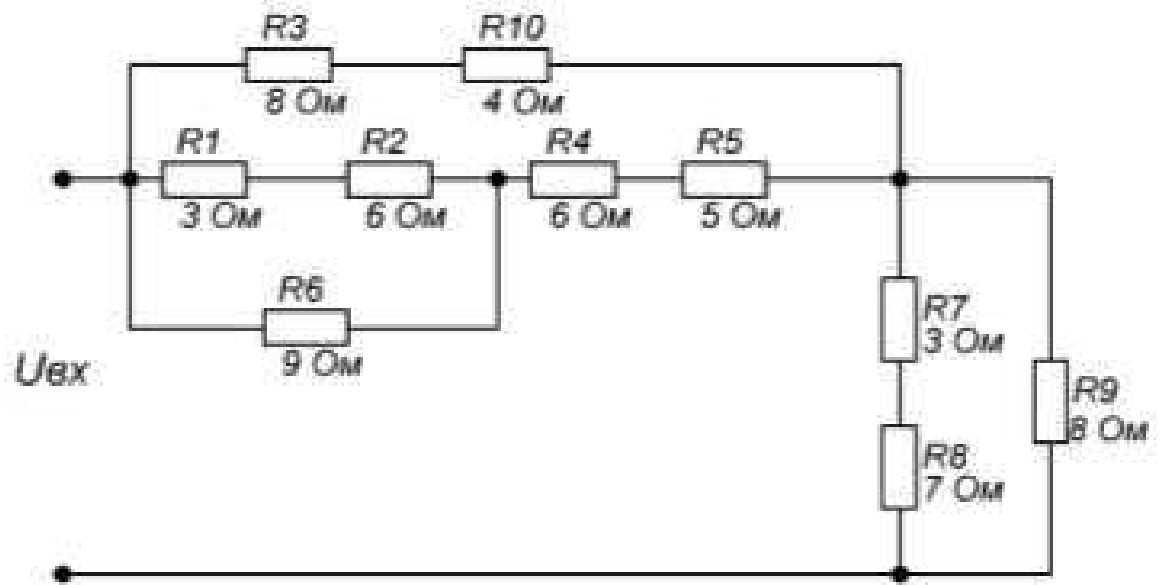 R3 R10
8 Ом 4 Ом
R1 R2 R4 R5
3 Ом 6 Ом 6 Ом 5 Ом
R6
9 Ом
Uвх
R7
3 Ом
R9
8 Ом
R8
7 Ом